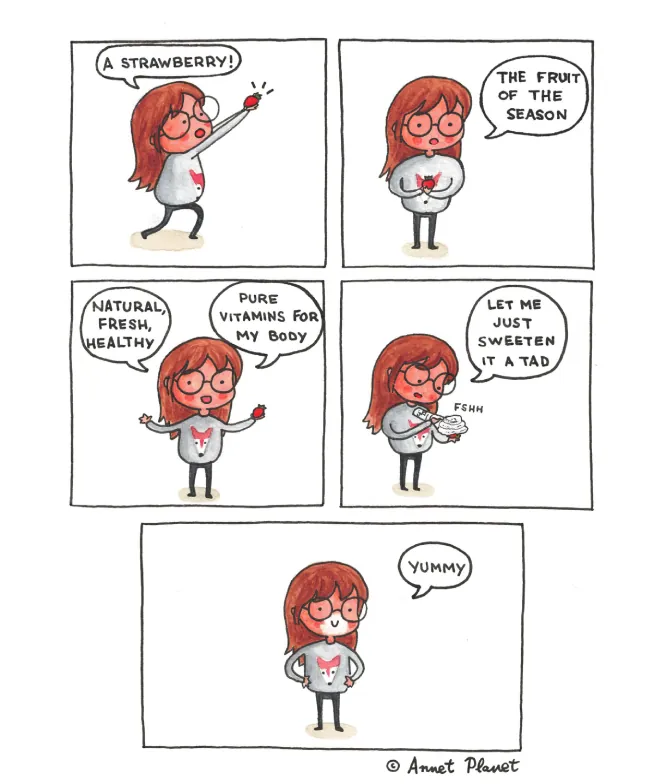 A STRAWBERRY!
THE FRUIT
OF THE
SEASON
NATURAL,
FRESH,
HEALTHY
PURE
VITAMINS FOR
MY BODY
LET ME
JUST
SWEETEN
IT A TAD
FSHH
YUMMY
© Annet Planet